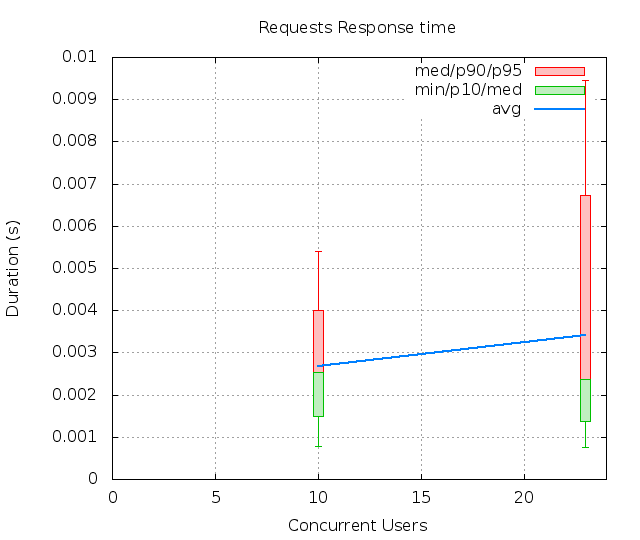 Requests Response time
0.01
0.009
0.008
0.007
0.006
0.005
0.004
0.003
0.002
0.001
0
med/p90/p95
min/p10/med
avg
Duration (s)
0 5 10 15 20
Concurrent Users